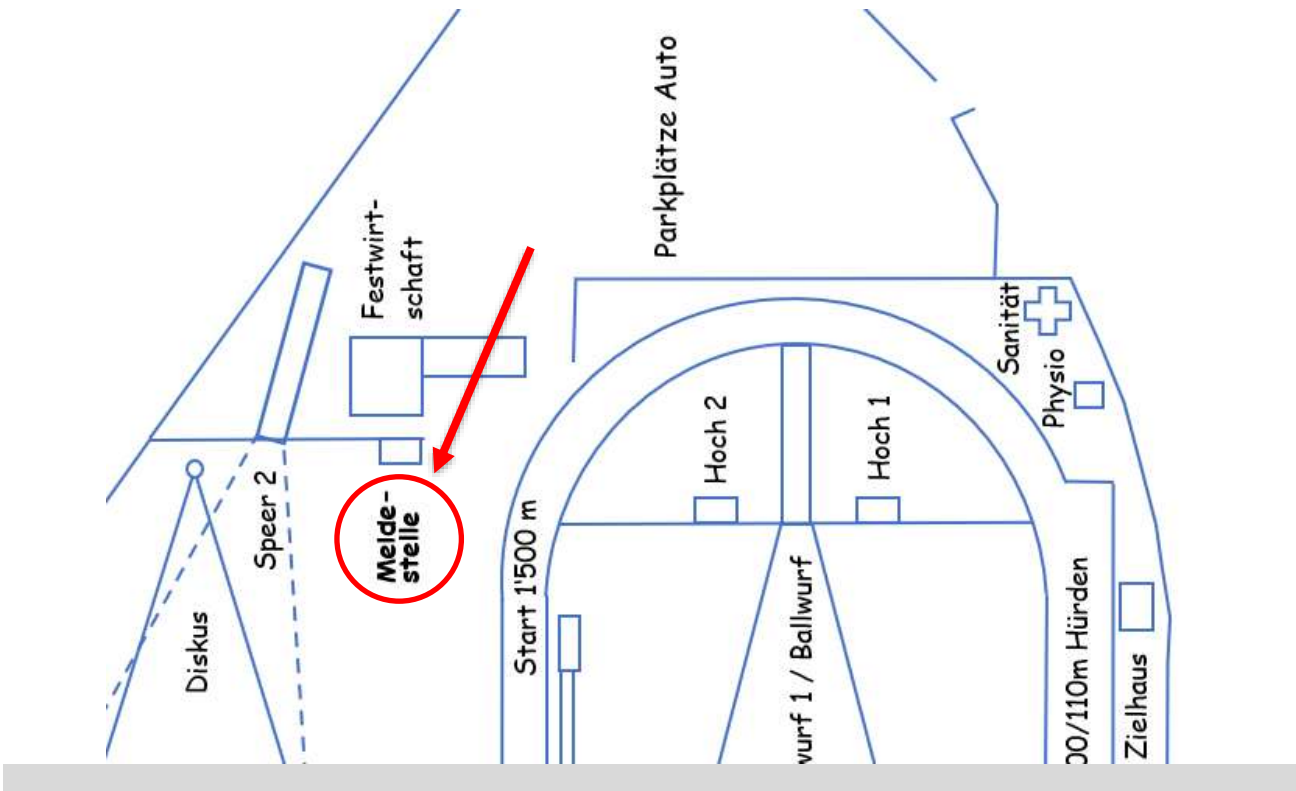 Parkplätze Auto
Festwirt-
schaft
Sanität
Physio
Hoch 2
Hoch 1
Speer 2
Melde-
stelle
Start 1'500 m
Diskus
wurf 1 / Ballwurf
00/110m Hürden
Zielhaus